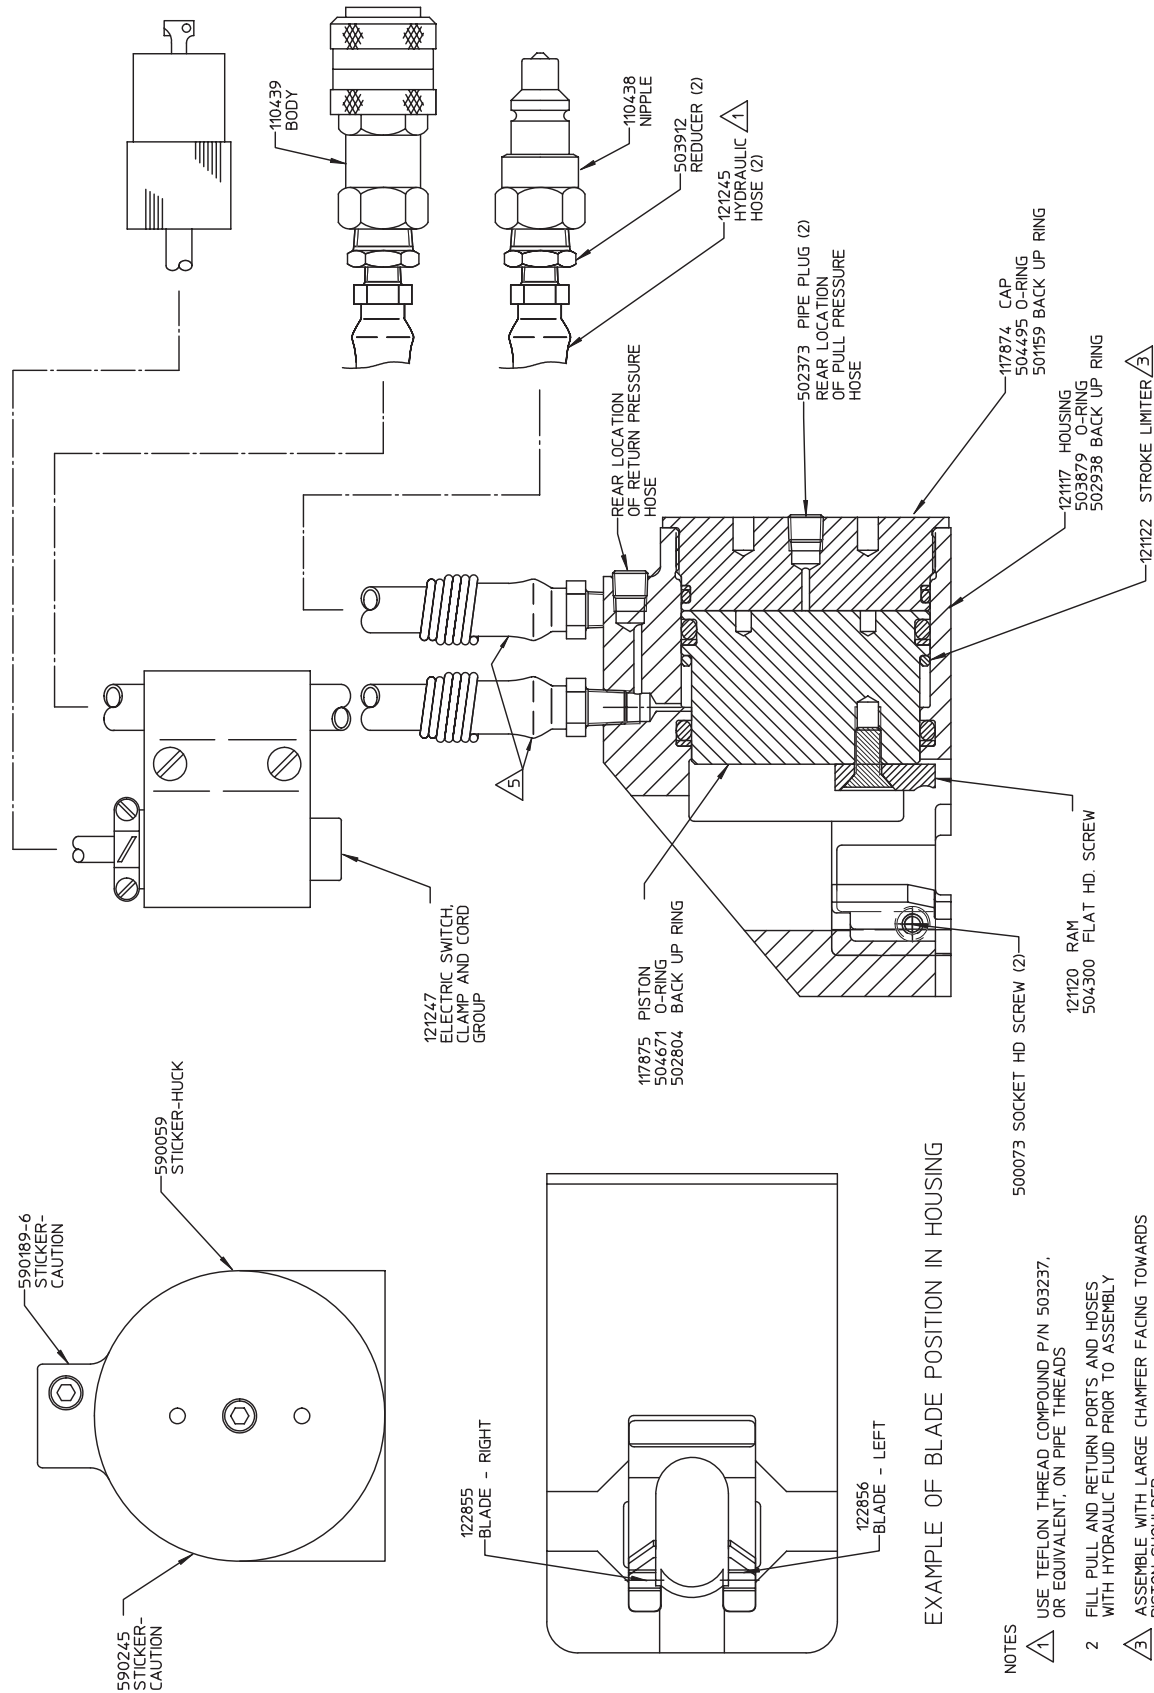 590245
STICKER-
CAUTION
590189-6
STICKER-
CAUTION
590059
STICKER-HUCK
121247
ELECTRIC SWITCH,
CLAMP AND CORD
GROUP
110439
BODY
110438
NIPPLE
503912
REDUCER (2)
121245
HYDRAULIC
HOSE (2)
1
5
REAR LOCATION
OF RETURN PRESSURE
HOSE
502373 PIPE PLUG (2)
REAR LOCATION
OF PULL PRESSURE
HOSE
117874 CAP
504495 O-RING
501159 BACK UP RING
121117 HOUSING
503879 O-RING
502938 BACK UP RING
121122 STROKE LIMITER
3
117875 PISTON
504671 O-RING
502804 BACK UP RING
121120 RAM
504300 FLAT HD. SCREW
500073 SOCKET HD SCREW (2)
122855
BLADE - RIGHT
122856
BLADE - LEFT
EXAMPLE OF BLADE POSITION IN HOUSING
NOTES
1 USE TEFLON THREAD COMPOUND P/N 503237,
OR EQUIVALENT, ON PIPE THREADS
2 FILL PULL AND RETURN PORTS AND HOSES
WITH HYDRAULIC FLUID PRIOR TO ASSEMBLY
3 ASSEMBLE WITH LARGE CHAMFER FACING TOWARDS